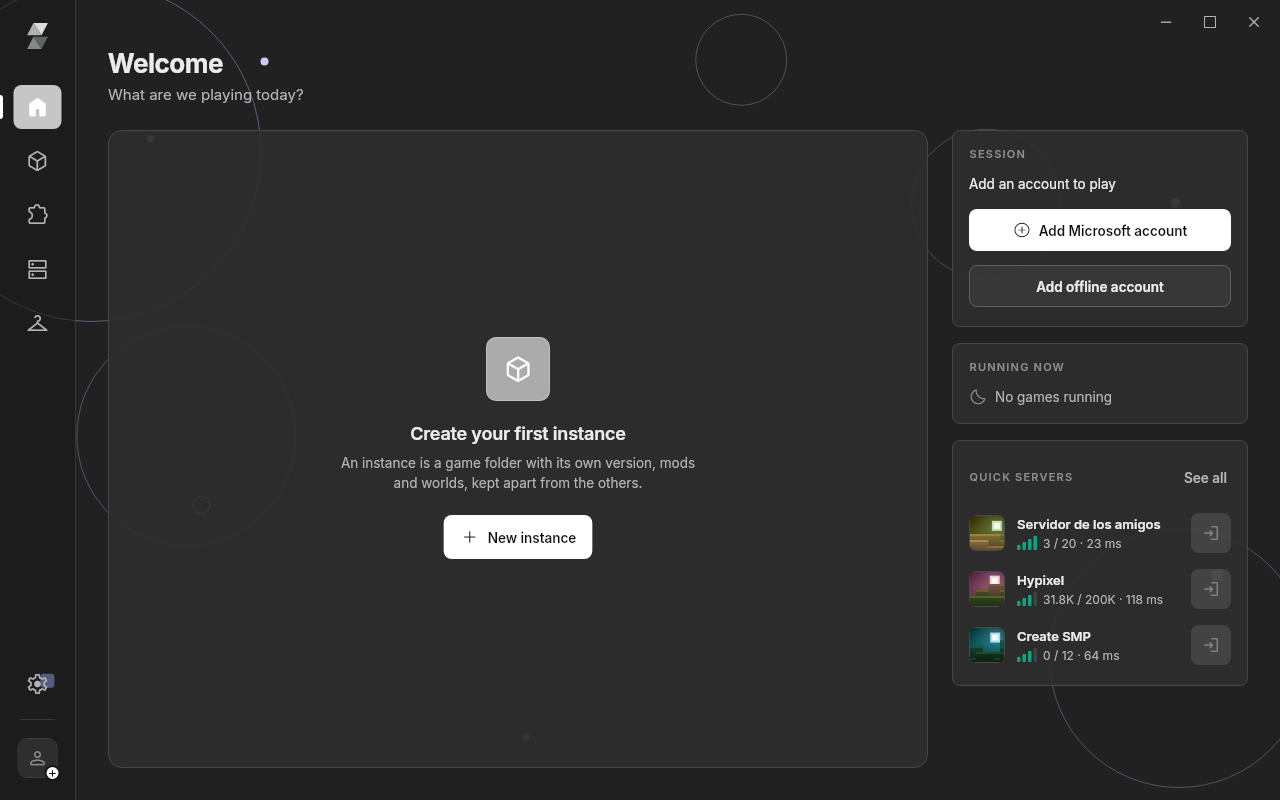 Welcome
What are we playing today?
Create your first instance
An instance is a game folder with its own version, mods
and worlds, kept apart from the others.
New instance
SESSION
Add an account to play
Add Microsoft account
Add offline account
RUNNING NOW
No games running
QUICK SERVERS
See all
Servidor de los amigos
3 / 20 · 23 ms
Hypixel
31.8K / 200K · 118 ms
Create SMP
0 / 12 · 64 ms